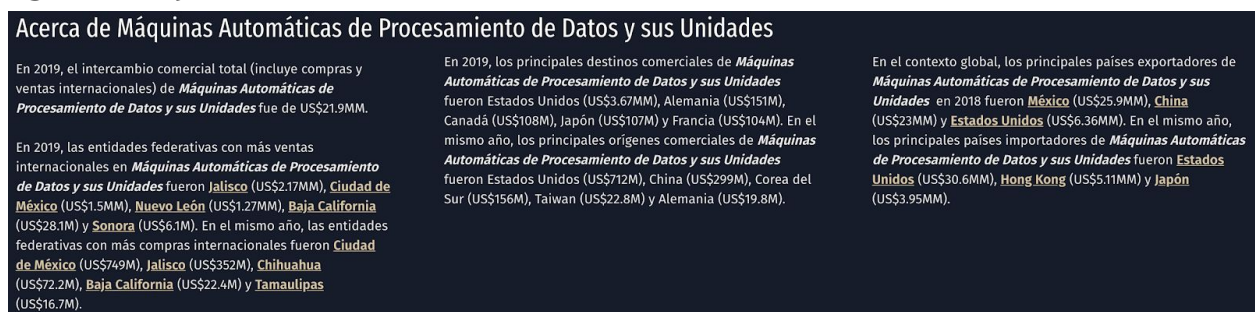 Acerca de Máquinas Automáticas de Procesamiento de Datos y sus Unidades
En 2019, el intercambio comercial total (incluye compras y
ventas internacionales) de Máquinas Automáticas de
Procesamiento de Datos y sus Unidades fue de US$21.9MM.
En 2019, las entidades federativas con más ventas
internacionales en Máquinas Automáticas de Procesamiento
de Datos y sus Unidades fueron Jalisco (US$2.17MM), Ciudad de
México (US$1.5MM), Nuevo León (US$1.27MM), Baja California
(US$28.1M) y Sonora (US$6.1M). En el mismo año, las entidades
federativas con más compras internacionales fueron Ciudad
de México (US$749M), Jalisco (US$352M), Chihuahua
(US$72.2M), Baja California (US$22.4M) y Tamaulipas
(US$16.7M).
En 2019, los principales destinos comerciales de Máquinas
Automáticas de Procesamiento de Datos y sus Unidades
fueron Estados Unidos (US$3.67MM), Alemania (US$151M),
Canadá (US$108M), Japón (US$107M) y Francia (US$104M). En el
mismo año, los principales orígenes comerciales de Máquinas
Automáticas de Procesamiento de Datos y sus Unidades
fueron Estados Unidos (US$712M), China (US$299M), Corea del
Sur (US$156M), Taiwan (US$22.8M) y Alemania (US$19.8M).
En el contexto global, los principales países exportadores de
Máquinas Automáticas de Procesamiento de Datos y sus
Unidades en 2018 fueron México (US$25.9MM), China
(US$23MM) y Estados Unidos (US$6.36MM). En el mismo año,
los principales países importadores de Máquinas Automáticas
de Procesamiento de Datos y sus Unidades fueron Estados
Unidos (US$30.6MM), Hong Kong (US$5.11MM) y Japón
(US$3.95MM).